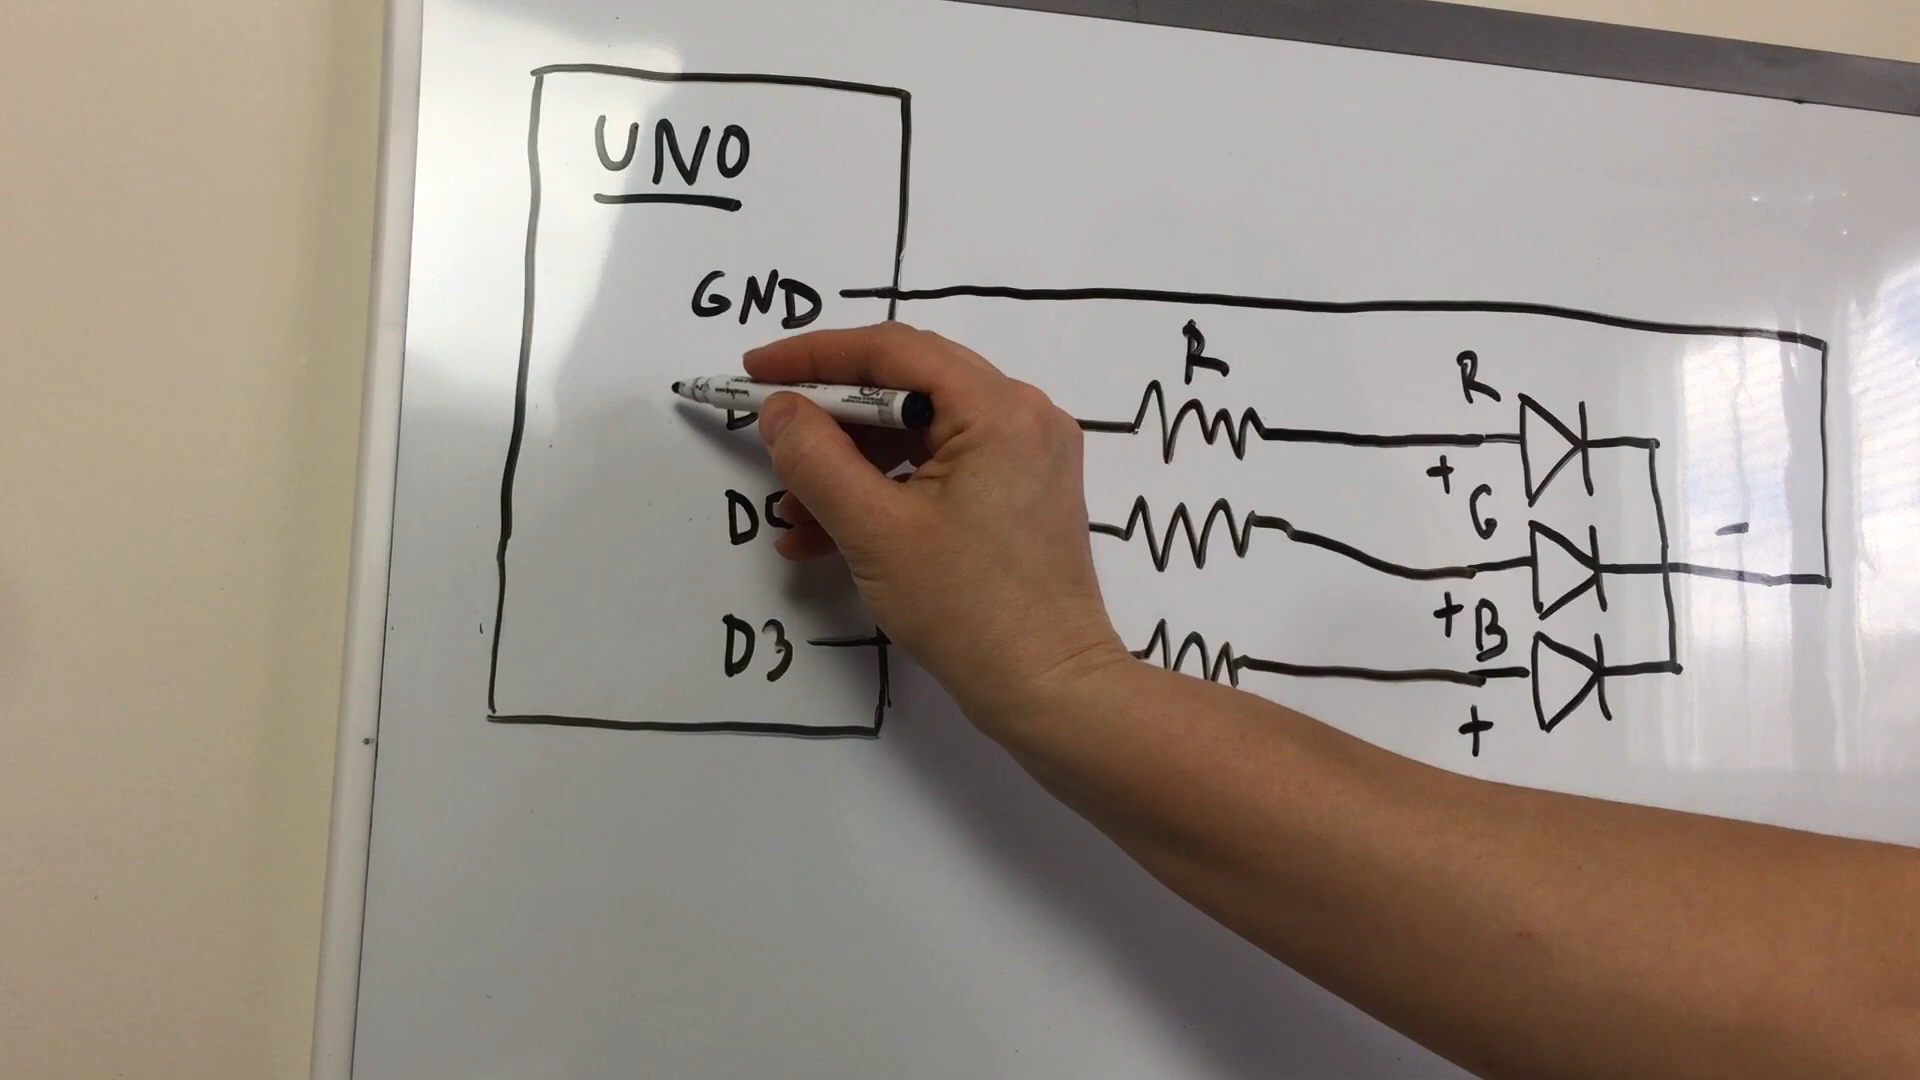 UNO
GND
R
R
D
+
G
+
B
D3
-
+